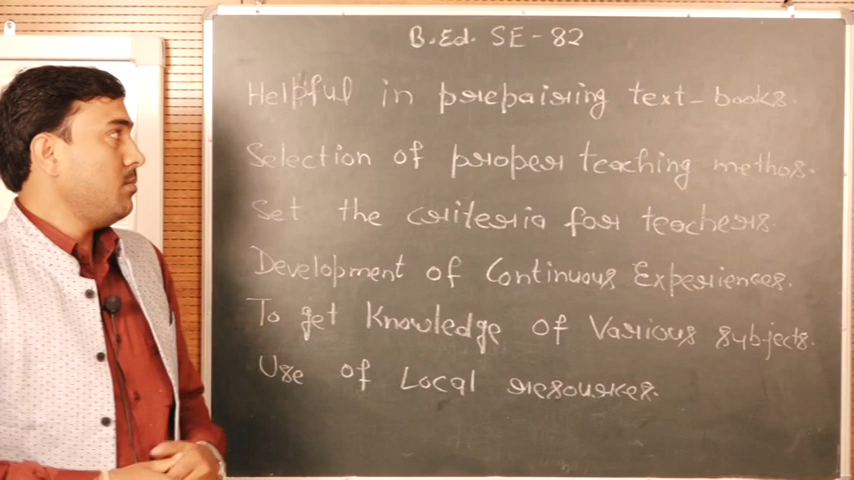 B.Ed. SE-82
Helpful in prepairing text-books.
Selection of proper teaching methos.
Set the criteria for teachers.
Development of Continuous Experiences.
To get Knowledge of Various subjects.
Use of Local resources.